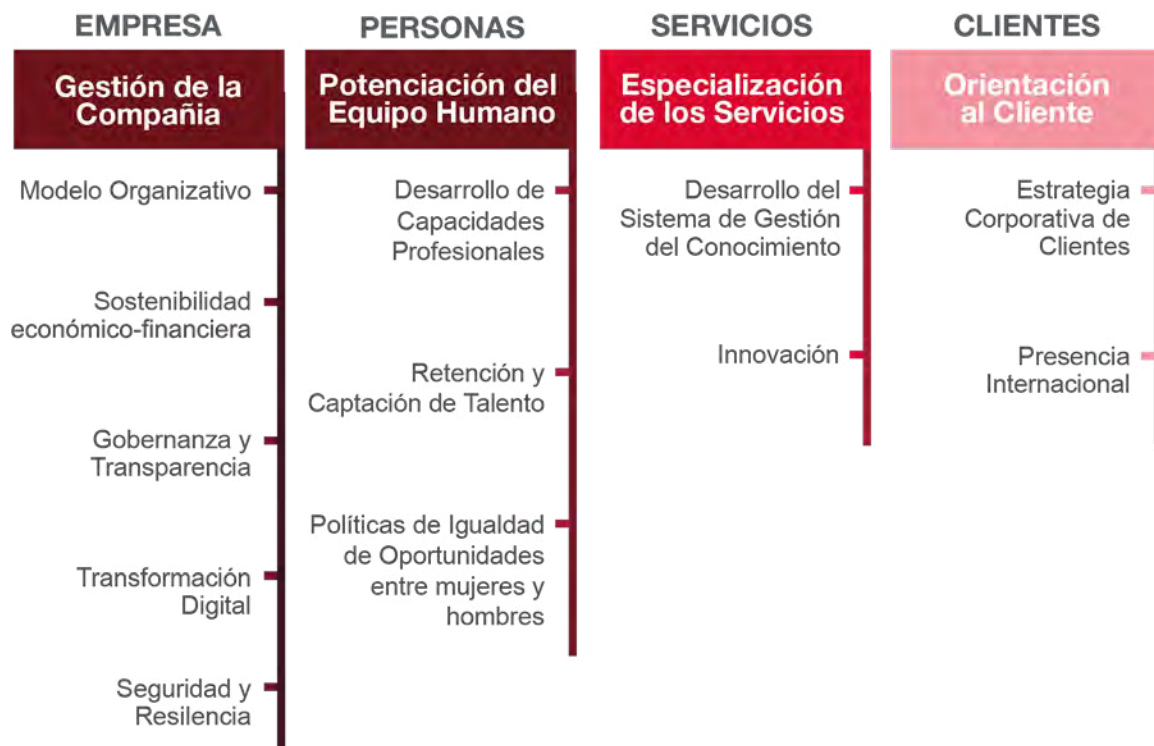 EMPRESA
Gestión de la
Compañia
Modelo Organizativo
Sostenibilidad
económico-financiera
Gobernanza y
Transparencia
Transformación
Digital
Seguridad y
Resilencia
PERSONAS
Potenciación del
Equipo Humano
Desarrollo de
Capacidades
Profesionales
Retención y
Captación de Talento
Políticas de Igualdad
de Oportunidades
entre mujeres y
hombres
SERVICIOS
Especialización
de los Servicios
Desarrollo del
Sistema de Gestión
del Conocimiento
Innovación
CLIENTES
Orientación
al Cliente
Estrategia
Corporativa de
Clientes
Presencia
Internacional